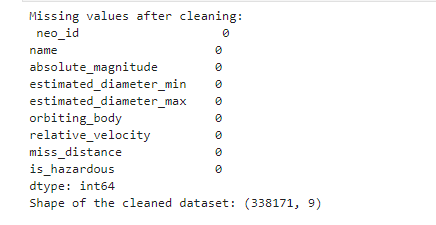 Missing values after cleaning:
 neo_id                    0
name                      0
absolute_magnitude        0
estimated_diameter_min    0
estimated_diameter_max    0
orbiting_body             0
relative_velocity         0
miss_distance             0
is_hazardous              0
dtype: int64
Shape of the cleaned dataset: (338171, 9)